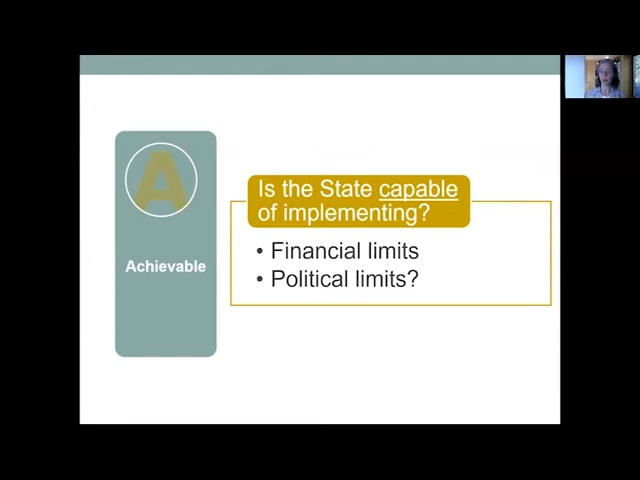 A
Achievable
Is the State capable
of implementing?
• Financial limits
• Political limits?